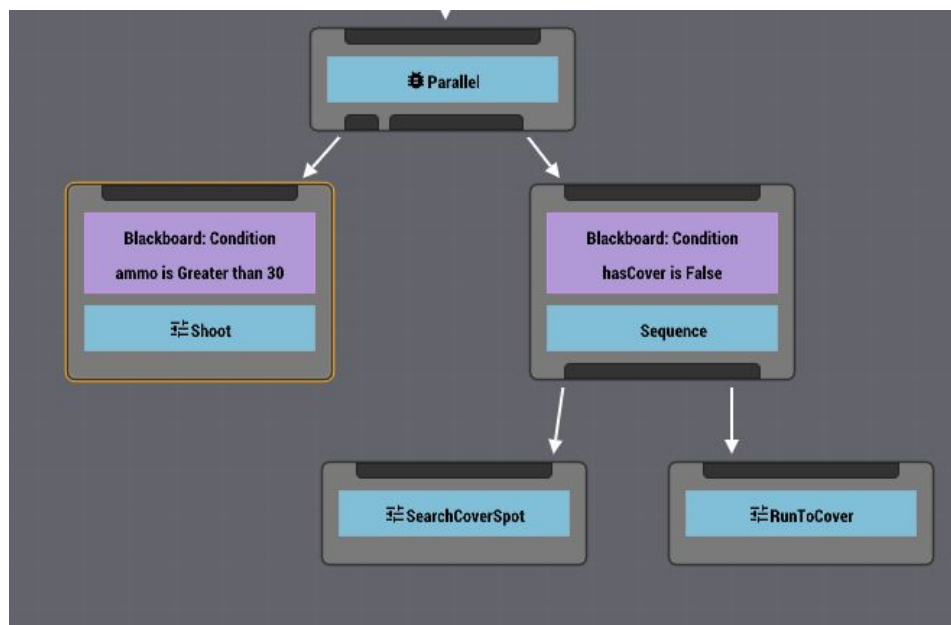 Parallel
Blackboard: Condition
ammo is Greater than 30
Shoot
Blackboard: Condition
hasCover is False
Sequence
SearchCoverSpot
RunToCover